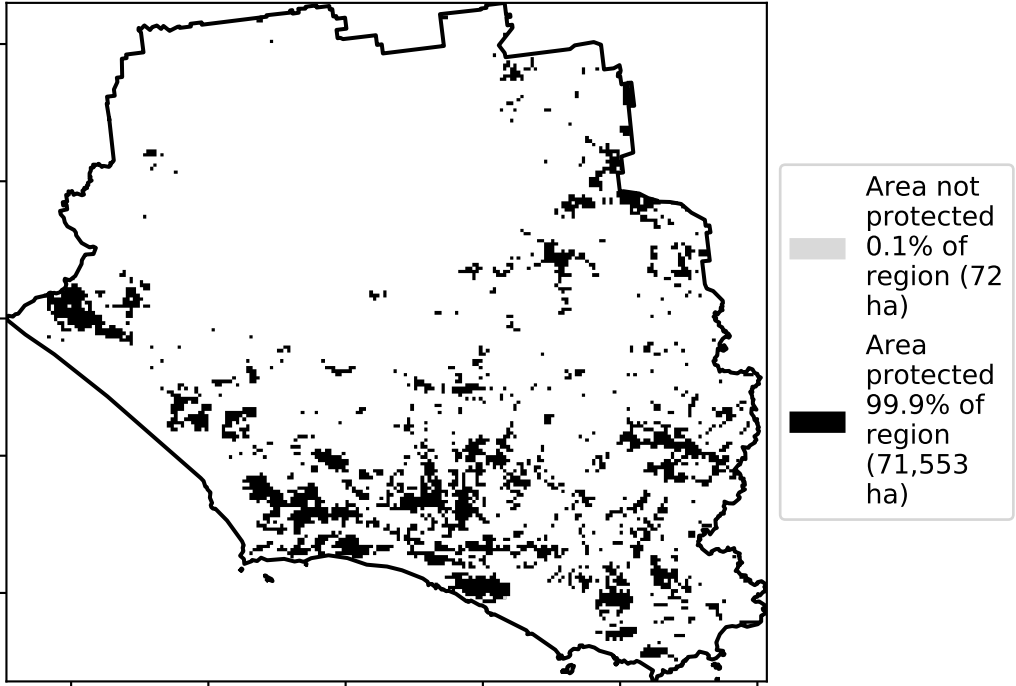 Area not
protected
0.1% of
region (72
ha)
Area
protected
99.9% of
region
(71,553
ha)